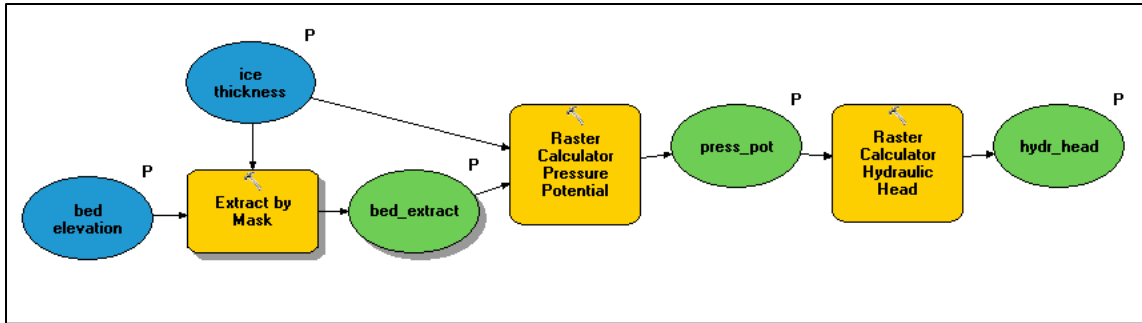 P
ice
thickness
P
bed
elevation
Extract by
Mask
P
bed_extract
Raster
Calculator
Pressure
Potential
P
press_pot
Raster
Calculator
Hydraulic
Head
P
hydr_head